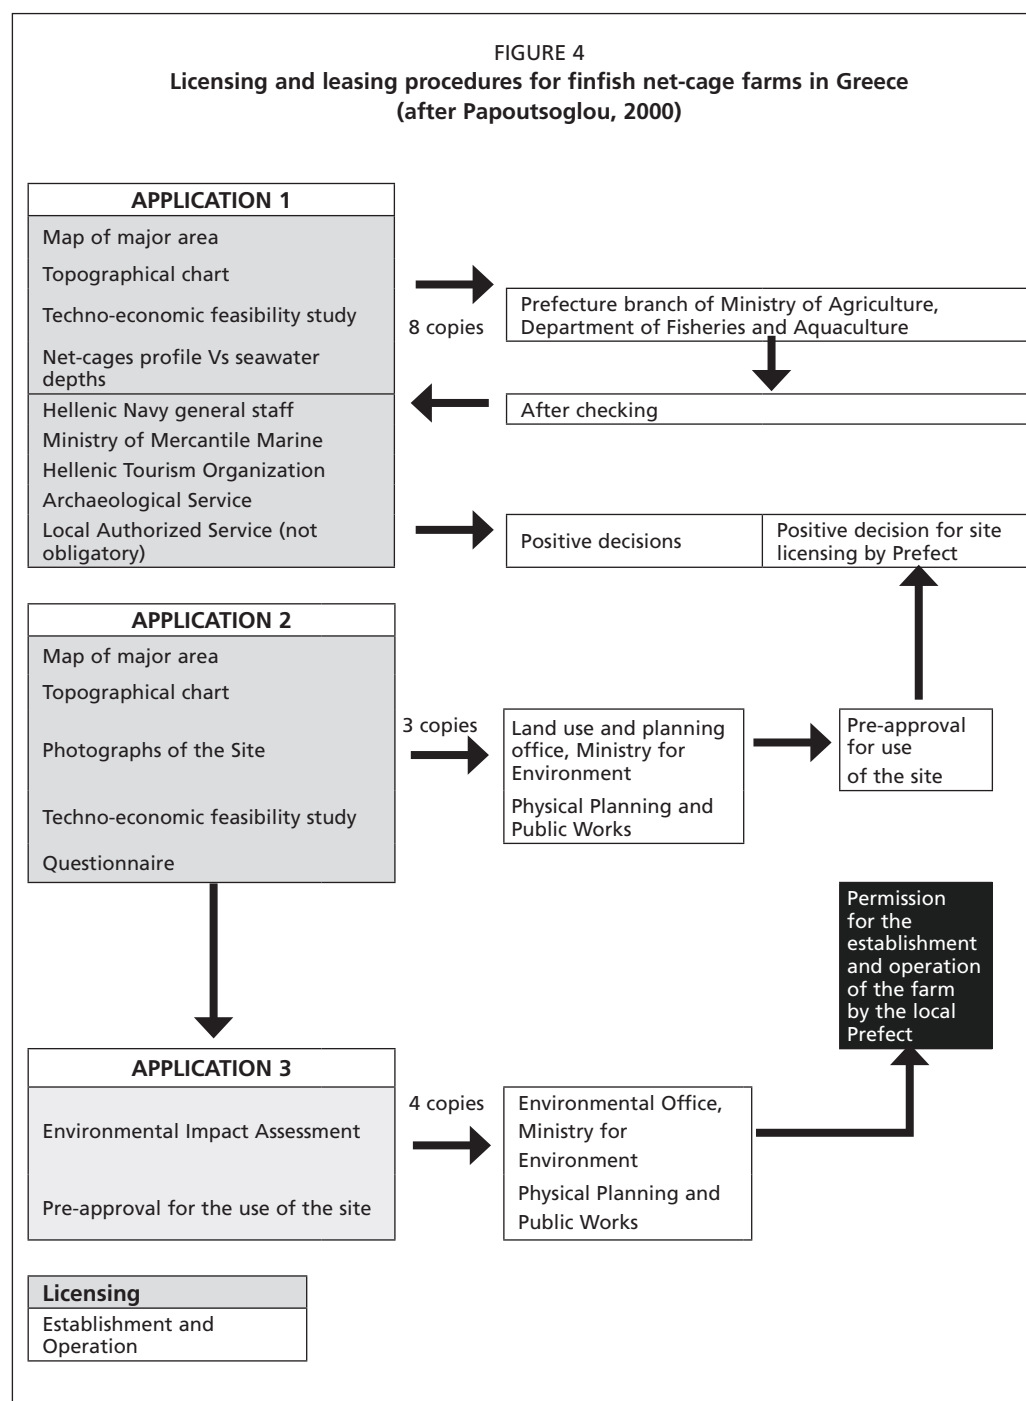 FIGURE 4
Licensing and leasing procedures for finfish net-cage farms in Greece
(after Papoutsoglou, 2000)
APPLICATION 1
Map of major area
Topographical chart
Techno-economic feasibility study
Net-cages profile Vs seawater
depths
8 copies
Prefecture branch of Ministry of Agriculture,
Department of Fisheries and Aquaculture
After checking
Hellenic Navy general staff
Ministry of Mercantile Marine
Hellenic Tourism Organization
Archaeological Service
Local Authorized Service (not
obligatory)
Positive decisions
Positive decision for site
licensing by Prefect
APPLICATION 2
Map of major area
Topographical chart
Photographs of the Site
Techno-economic feasibility study
Questionnaire
3 copies
Land use and planning
office, Ministry for
Environment
Physical Planning and
Public Works
Pre-approval
for use
of the site
Permission
for the
establishment
and operation
of the farm
by the local
Prefect
APPLICATION 3
Environmental Impact Assessment
Pre-approval for the use of the site
4 copies
Environmental Office,
Ministry for
Environment
Physical Planning and
Public Works
Licensing
Establishment and
Operation